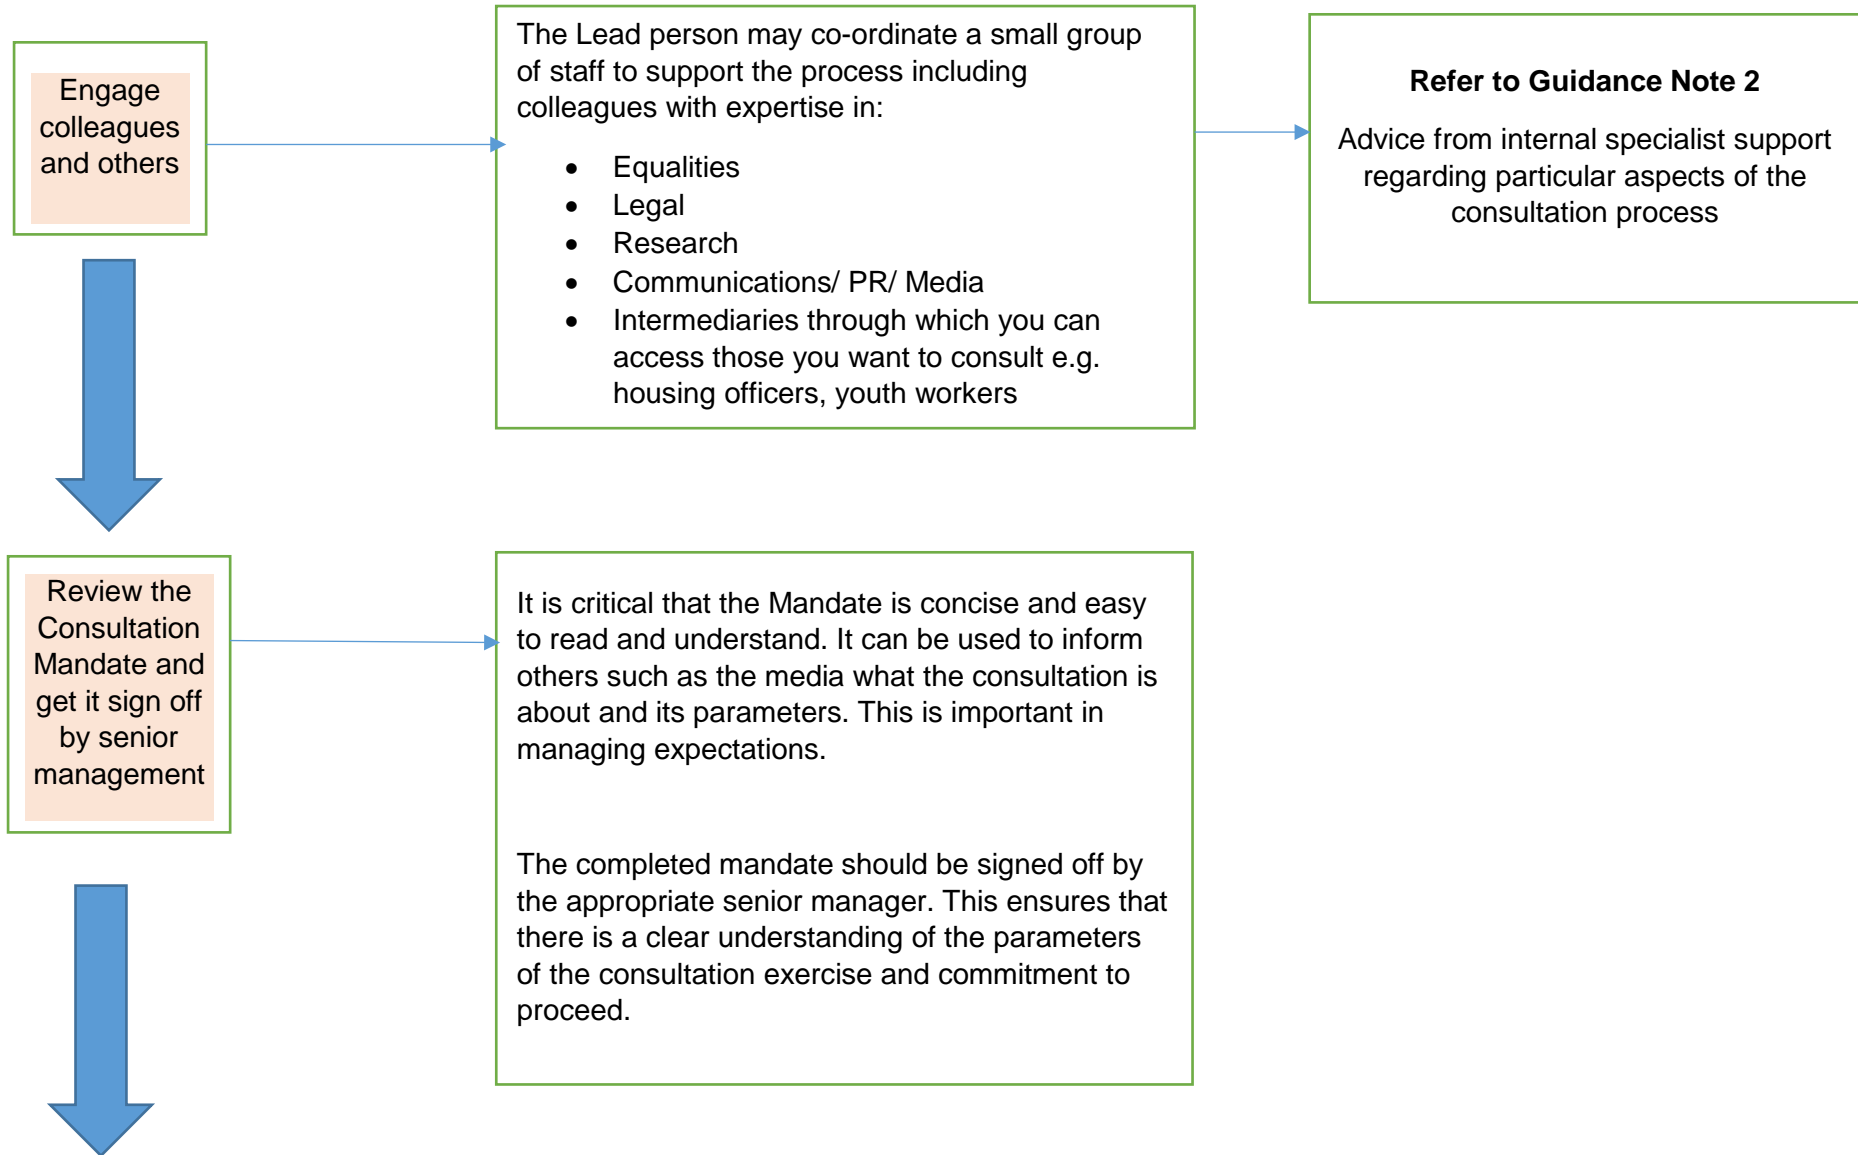 Engage
colleagues
and others
The Lead person may co-ordinate a small group
of staff to support the process including
colleagues with expertise in:
• Equalities
• Legal
• Research
• Communications/ PR/ Media
• Intermediaries through which you can
access those you want to consult e.g.
housing officers, youth workers
Refer to Guidance Note 2
Advice from internal specialist support
regarding particular aspects of the
consultation process
Review the
Consultation
Mandate and
get it sign off
by senior
management
It is critical that the Mandate is concise and easy
to read and understand. It can be used to inform
others such as the media what the consultation is
about and its parameters. This is important in
managing expectations.
The completed mandate should be signed off by
the appropriate senior manager. This ensures that
there is a clear understanding of the parameters
of the consultation exercise and commitment to
proceed.